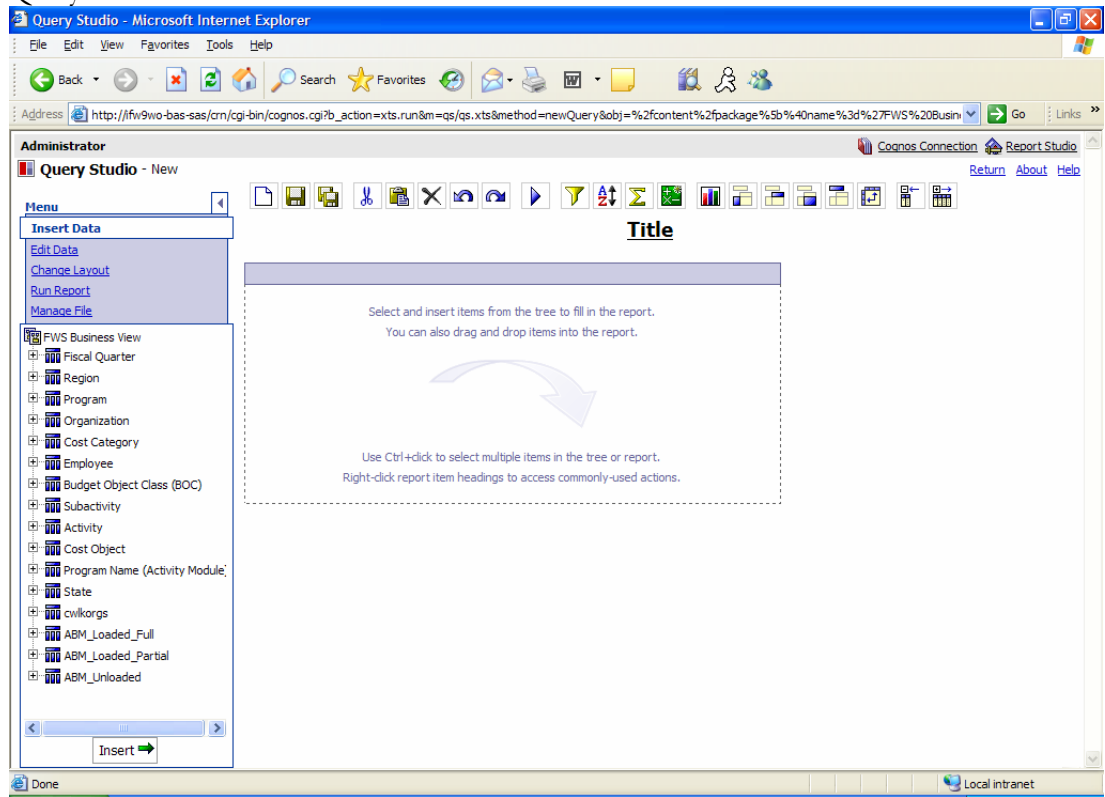 Query Studio - Microsoft Internet Explorer
File Edit View Favorites Tools Help
Back Search Favorites
Address http://ifw9wo-bas-sas/crn/cgi-bin/cognos.cgi?b_action=xts.run&m=qs/qs.xts&method=newQuery&obj=%2fcontent%2fpackage%5b%40name%3d%27FWS%20Busin Go Links »
Administrator Cognos Connection Report Studio
Query Studio - New Return About Help
Menu
Insert Data
Title
Edit Data
Change Layout
Run Report
Manage File
Select and insert items from the tree to fill in the report.
You can also drag and drop items into the report.
FWS Business View
Fiscal Quarter
Region
Program
Organization
Cost Category
Employee
Budget Object Class (BOC)
Subactivity
Activity
Cost Object
Program Name (Activity Module)
State
cwlkorgs
ABM_Loaded_Full
ABM_Loaded_Partial
ABM_Unloaded
Use Ctrl+click to select multiple items in the tree or report.
Right-click report item headings to access commonly-used actions.
Insert
Done Local intranet